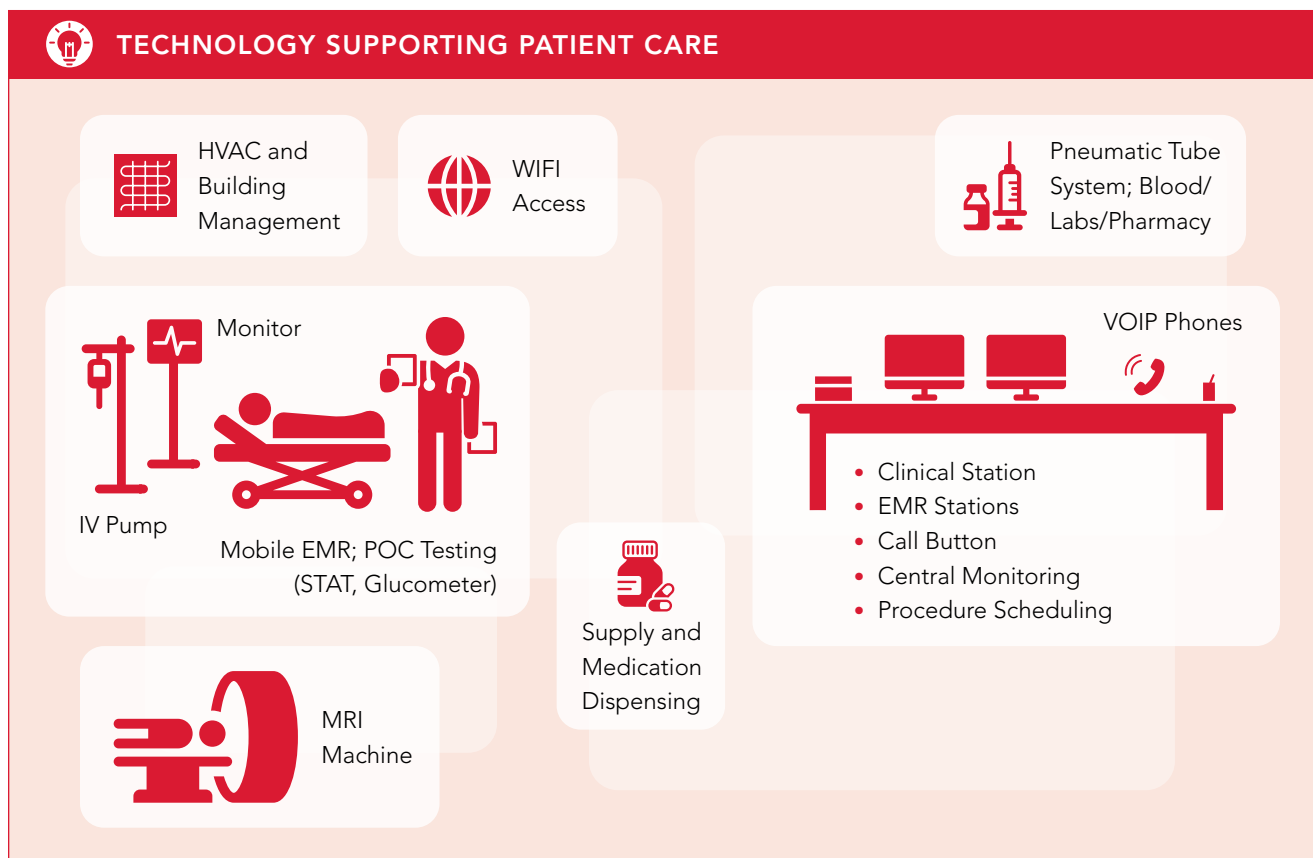 TECHNOLOGY SUPPORTING PATIENT CARE
HVAC and
Building
Management
WIFI
Access
Pneumatic Tube
System; Blood/
Labs/Pharmacy
Monitor
IV Pump
Mobile EMR; POC Testing
(STAT, Glucometer)
VOIP Phones
• Clinical Station
• EMR Stations
• Call Button
• Central Monitoring
• Procedure Scheduling
Supply and
Medication
Dispensing
MRI
Machine